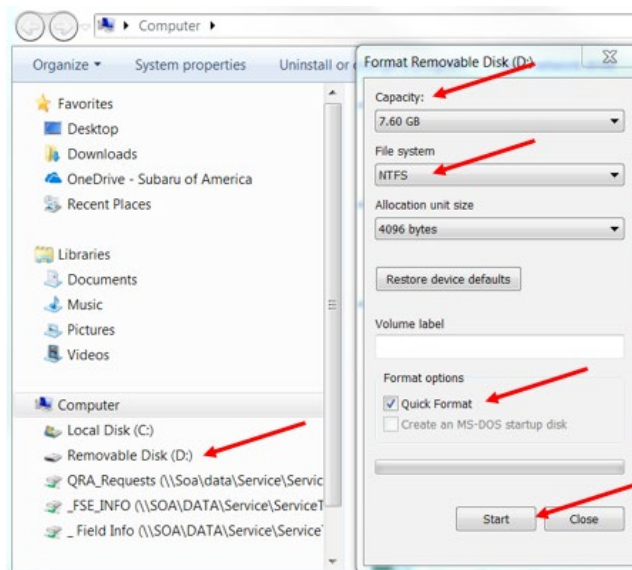 Computer
Organize
System properties
Uninstall or
Favorites
Desktop
Downloads
OneDrive - Subaru of America
Recent Places
Libraries
Documents
Music
Pictures
Videos
Computer
Local Disk (C:)
Removable Disk (D:)
QRA_Requests (\\Soa\data\Service\Servic
_FSE_INFO (\\SOA\DATA\Service\ServiceT
_ Field Info (\\SOA\DATA\Service\Service
Format Removable Disk (D:)
Capacity:
7.60 GB
File system
NTFS
Allocation unit size
4096 bytes
Restore device defaults
Volume label
Format options
Quick Format
Create an MS-DOS startup disk
Start
Close